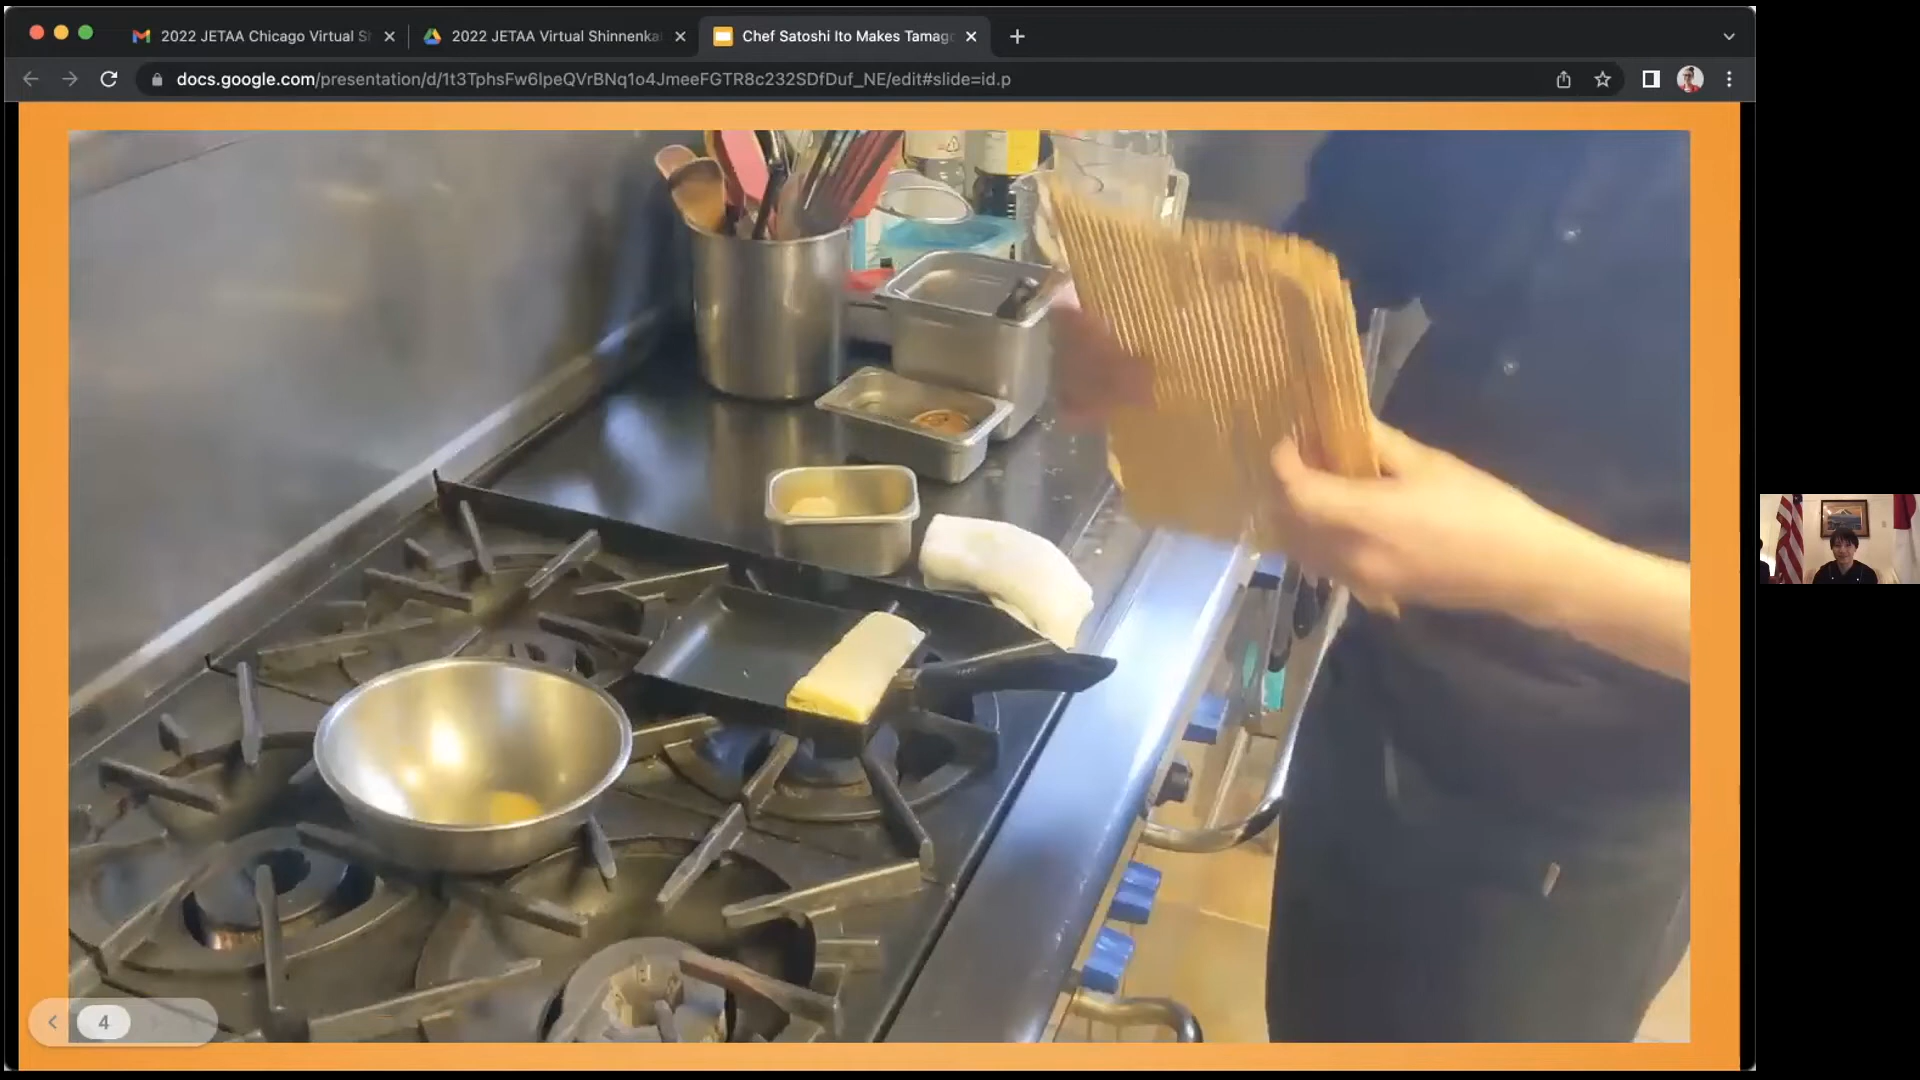 2022 JETAA Chicago Virtual S
2022 JETAA Virtual Shinnenka
Chef Satoshi Ito Makes Tamag
docs.google.com/presentation/d/1t3TphsFw6lpeQVrBNq1o4JmeeFGTR8c232SDfDuf_NE/edit#slide=id.p
4